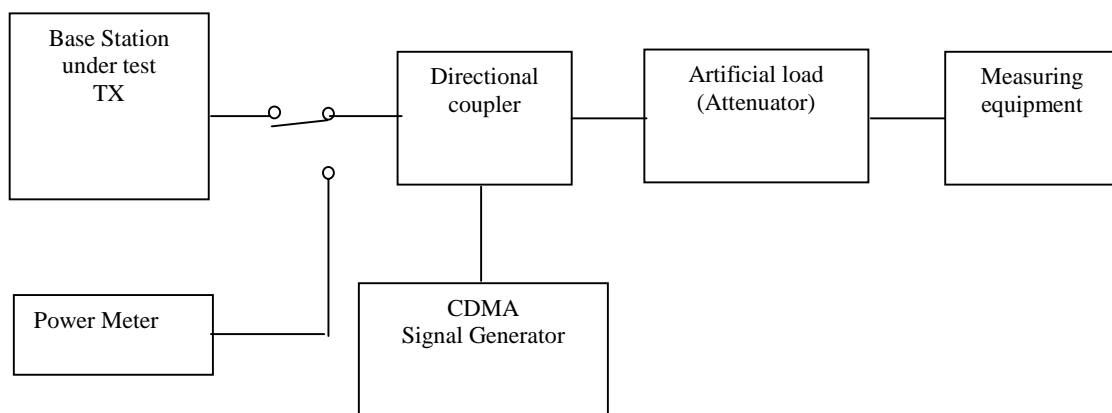 Base Station
under test
TX
Directional
coupler
Artificial load
(Attenuator)
Measuring
equipment
Power Meter
CDMA
Signal Generator